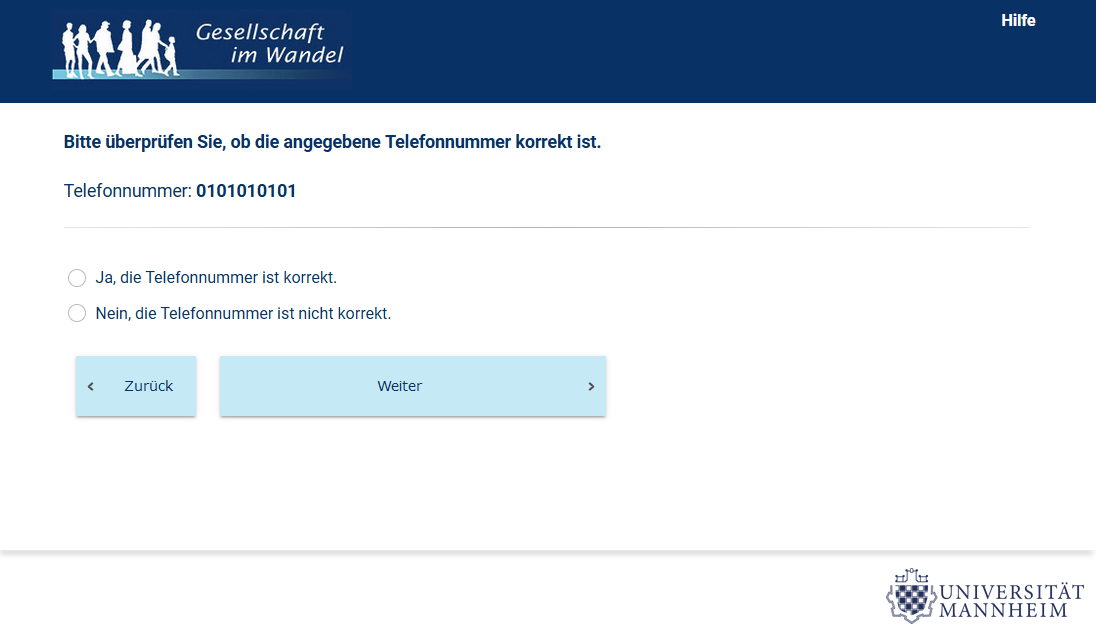 Gesellschaft
im Wandel
Hilfe
Bitte überprüfen Sie, ob die angegebene Telefonnummer korrekt ist.
Telefonnummer: 0101010101
Ja, die Telefonnummer ist korrekt.
Nein, die Telefonnummer ist nicht korrekt.
Zurück
Weiter
UNIVERSITÄT
MANNHEIM